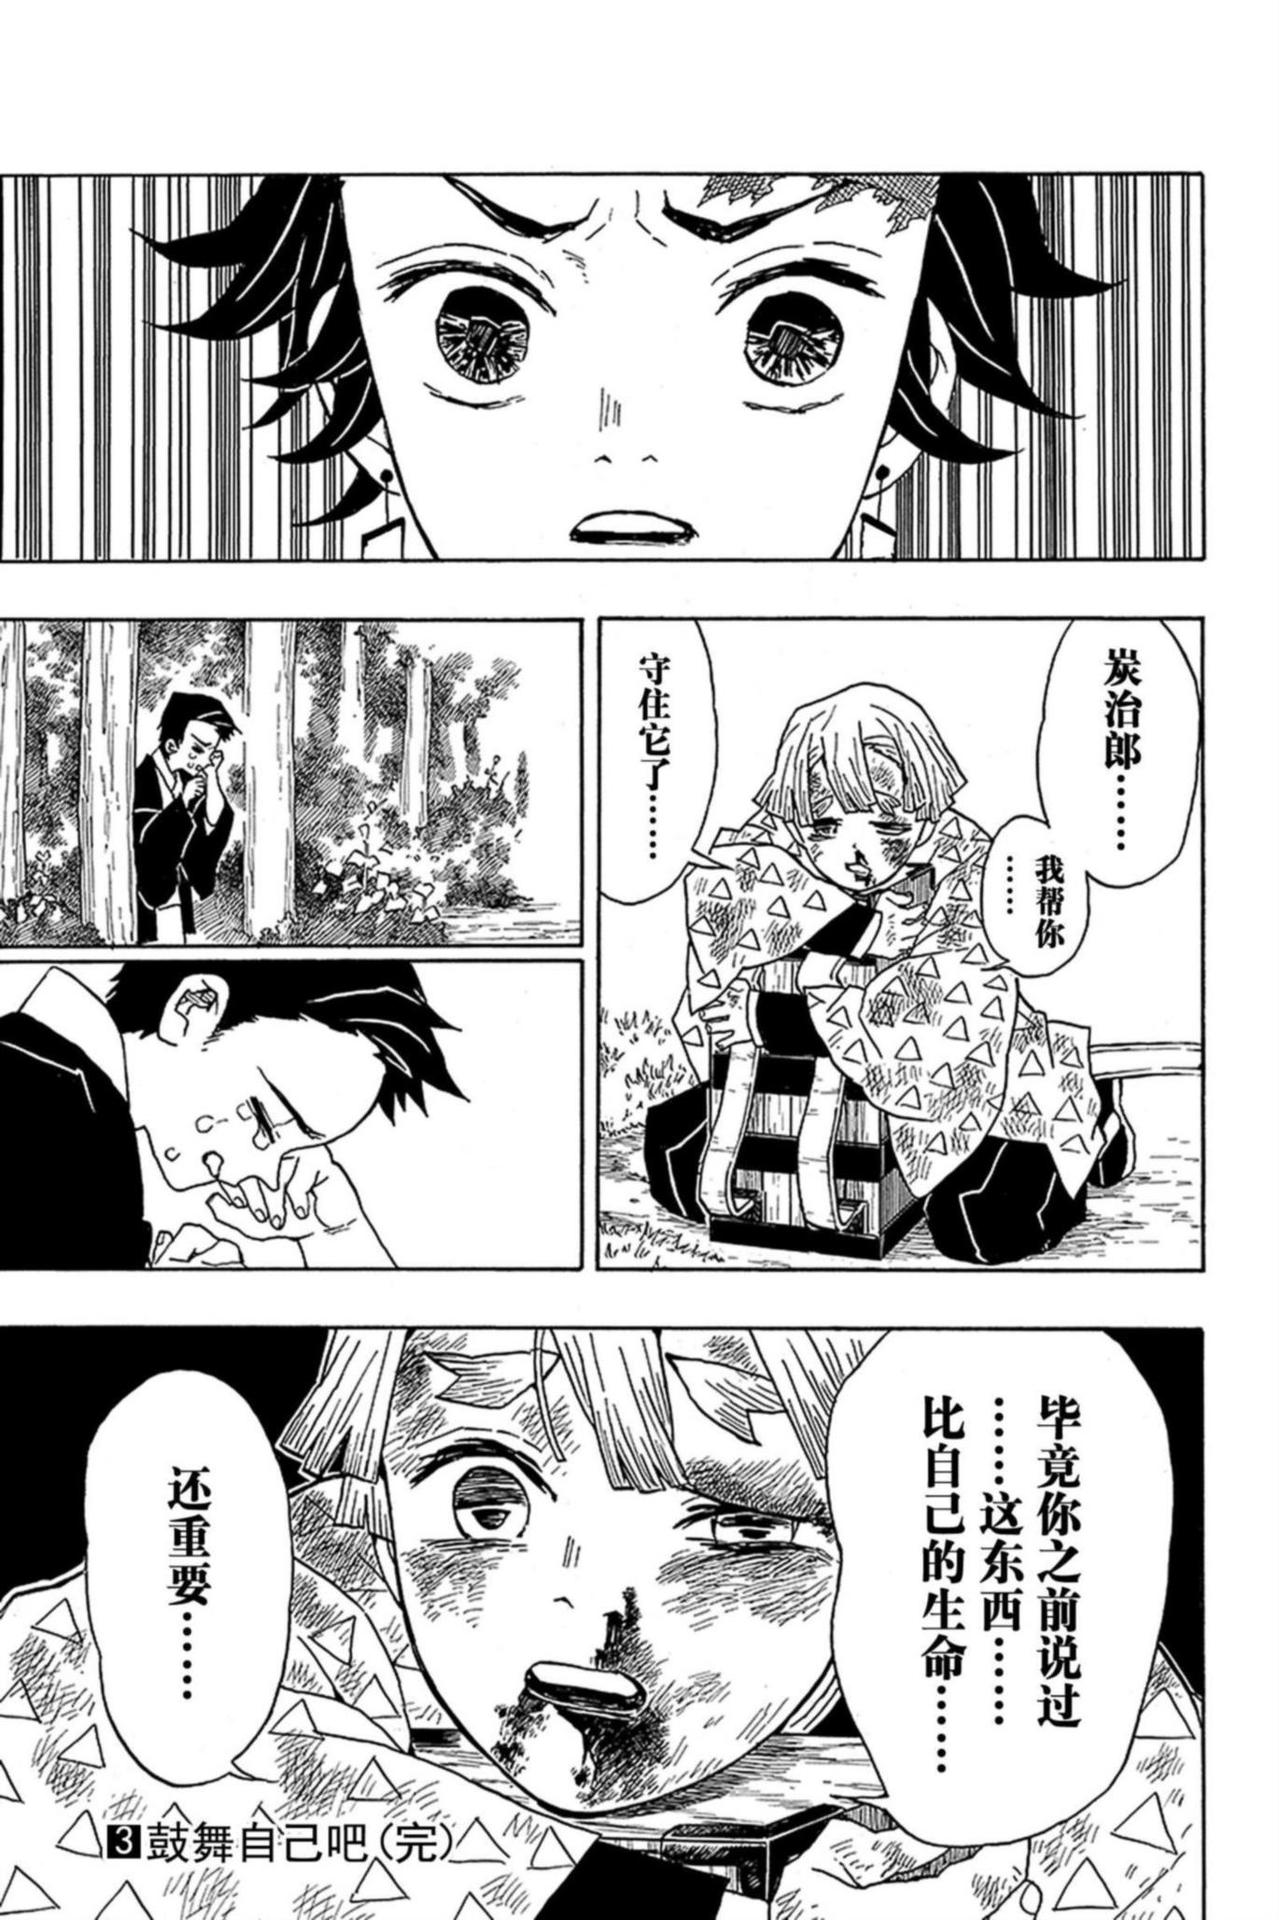 炭治郎……
我帮你
……
守住它了……
毕竟你之前说过
……这东西……
比自己的生命……
还重要……
3鼓舞自己吧(完)